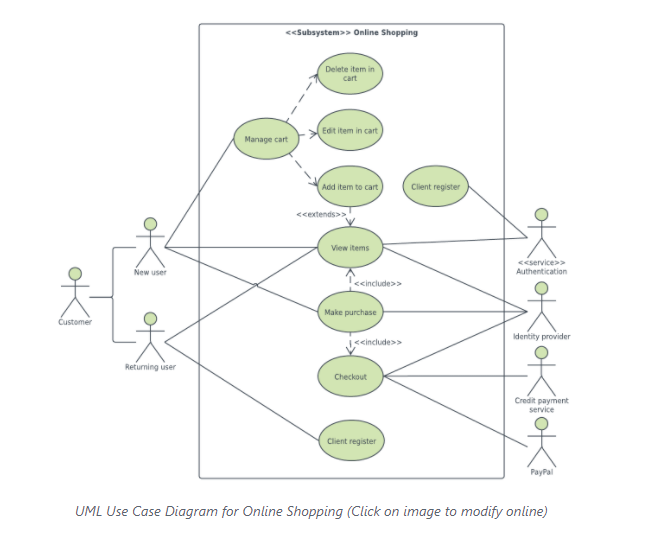 <<Subsystem>> Online Shopping
Delete item in
cart
Manage cart
Edit item in cart
Add item to cart
Client register
<<extends>>
View items
New user
<<service>>
Authentication
<<include>>
Customer
Make purchase
Identity provider
<<include>>
Returning user
Checkout
Credit payment
service
Client register
PayPal
UML Use Case Diagram for Online Shopping (Click on image to modify online)